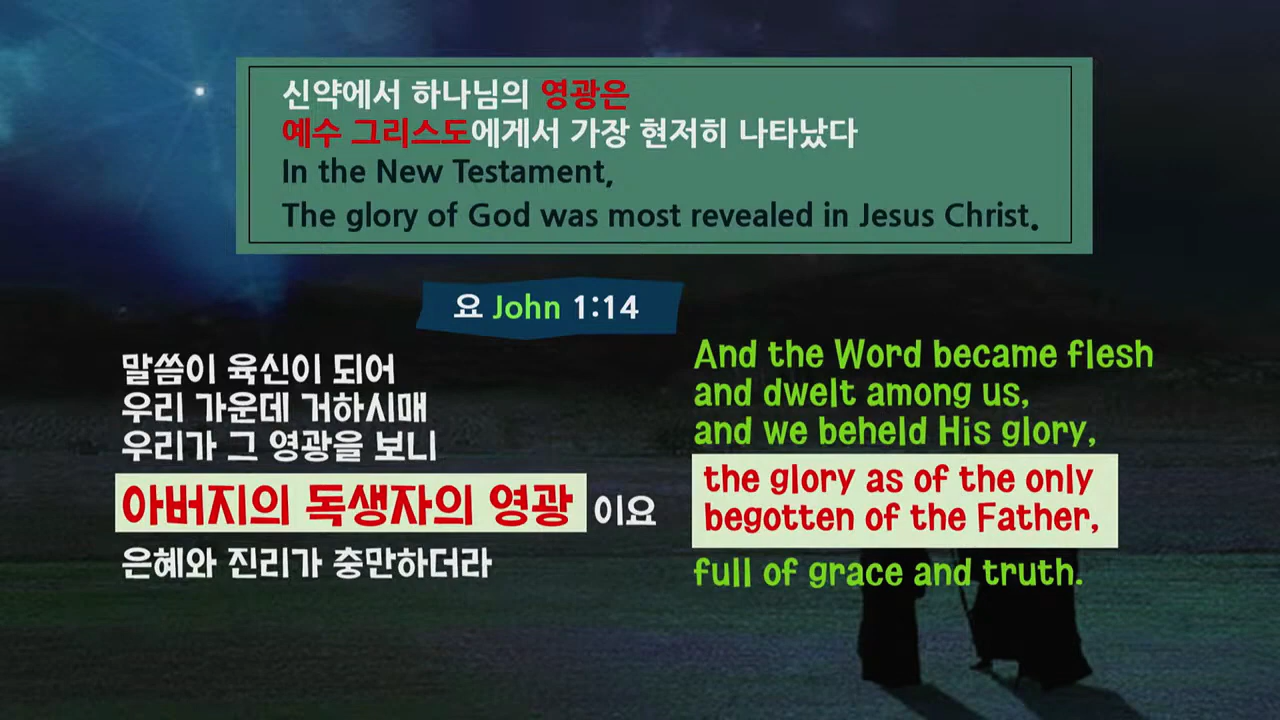 신약에서 하나님의 영광은
예수 그리스도에게서 가장 현저히 나타났다
In the New Testament,
The glory of God was most revealed in Jesus Christ.
요 John 1:14
말씀이 육신이 되어
우리 가운데 거하시매
우리가 그 영광을 보니
아버지의 독생자의 영광 이요
은혜와 진리가 충만하더라
And the Word became flesh
and dwelt among us,
and we beheld His glory,
the glory as of the only
begotten of the Father,
full of grace and truth.